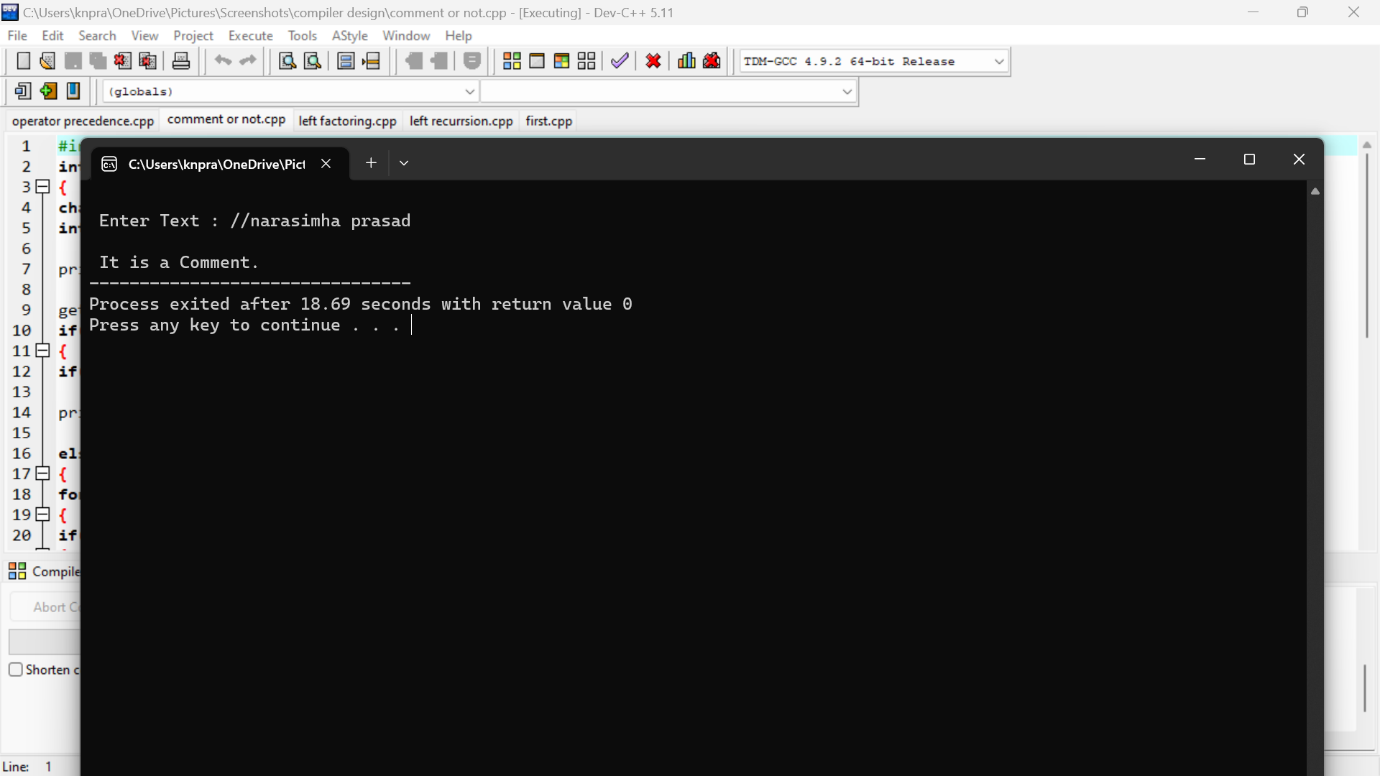 C:\Users\knpra\OneDrive\Pictures\Screenshots\compiler design\comment or not.cpp - [Executing] - Dev-C++ 5.11
File Edit Search View Project Execute Tools AStyle Window Help
TDM-GCC 4.9.2 64-bit Release
(globals)
operator precedence.cpp comment or not.cpp left factoring.cpp left recurrsion.cpp first.cpp
1
2
3 {
4
5
6
7
8
9
10
11 {
12
13
14
15
16
17 {
18
19 {
20
C:\Users\knpra\OneDrive\Pict
Enter Text : //narasimha prasad
It is a Comment.
--------------------------------
Process exited after 18.69 seconds with return value 0
Press any key to continue . . .
Compile
Abort
Shorten
Line: 1